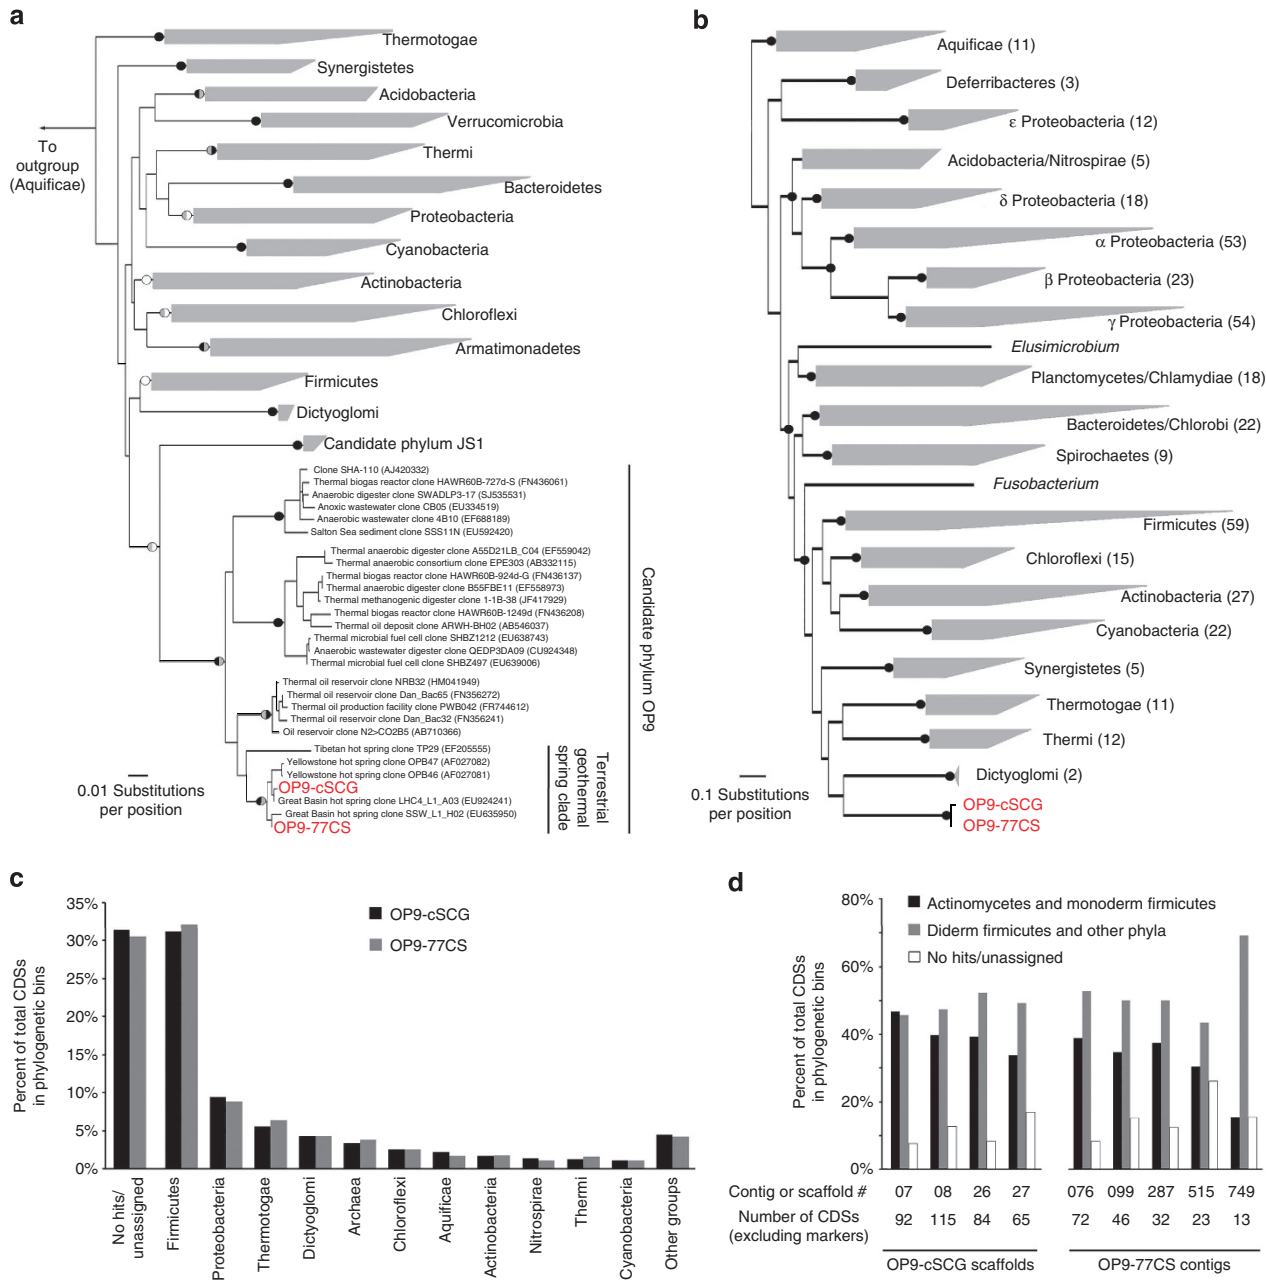 a
Thermotogae
Synergistetes
Acidobacteria
Verrucomicrobia
To
outgroup
(Aquificae)
Thermi
Bacteroidetes
Proteobacteria
Cyanobacteria
Actinobacteria
Chloroflexi
Armatimonadetes
Firmicutes
Dictyoglomi
Candidate phylum JS1
Clone SHA-110 (AJ420332)
Thermal biogas reactor clone HAWR60B-727d-S (FN436061)
Anaerobic digester clone SWADLP3-17 (SJ535531)
Anoxic wastewater clone CB05 (EU334519)
Anaerobic wastewater clone 4B10 (EF688189)
Salton Sea sediment clone SSS11N (EU592420)
Thermal anaerobic digester clone A55D21LB_C04 (EF559042)
Thermal anaerobic consortium clone EPE303 (AB332115)
Thermal biogas reactor clone HAWR60B-924d-G (FN436137)
Thermal anaerobic digester clone B55FBE11 (EF558973)
Thermal methanogenic digester clone 1-1B-38 (JF417929)
Thermal biogas reactor clone HAWR60B-1249d (FN436208)
Thermal oil deposit clone ARWH-BH02 (AB546037)
Thermal microbial fuel cell clone SHBZ1212 (EU638743)
Anaerobic wastewater digester clone QEDP3DA09 (CU924348)
Thermal microbial fuel cell clone SHBZ497 (EU639006)
Thermal oil reservoir clone NRB32 (HM041949)
Thermal oil reservoir clone Dan_Bac65 (FN356272)
Thermal oil production facility clone PWB042 (FR744612)
Thermal oil reservoir clone Dan_Bac32 (FN356241)
Oil reservoir clone N2>CO2B5 (AB710366)
Tibetan hot spring clone TP29 (EF205555)
Yellowstone hot spring clone OPB47 (AF027082)
Yellowstone hot spring clone OPB46 (AF027081)
OP9-cSCG
Great Basin hot spring clone LHC4_L1_A03 (EU924241)
Great Basin hot spring clone SSW_L1_H02 (EU635950)
OP9-77CS
Terrestrial
geothermal
spring clade
Candidate phylum OP9
0.01 Substitutions
per position
b
Aquificae (11)
Deferribacteres (3)
ε Proteobacteria (12)
Acidobacteria/Nitrospirae (5)
δ Proteobacteria (18)
α Proteobacteria (53)
β Proteobacteria (23)
γ Proteobacteria (54)
Elusimicrobium
Planctomycetes/Chlamydiae (18)
Bacteroidetes/Chlorobi (22)
Spirochaetes (9)
Fusobacterium
Firmicutes (59)
Chloroflexi (15)
Actinobacteria (27)
Cyanobacteria (22)
Synergistetes (5)
Thermotogae (11)
Thermi (12)
Dictyoglomi (2)
OP9-cSCG
OP9-77CS
0.1 Substitutions
per position
c
Percent of total CDSs
in phylogenetic bins
35%
30%
25%
20%
15%
10%
5%
0%
OP9-cSCG
OP9-77CS
No hits/
unassigned
Firmicutes
Proteobacteria
Thermotogae
Dictyoglomi
Archaea
Chloroflexi
Aquificae
Actinobacteria
Nitrospirae
Thermi
Cyanobacteria
Other groups
d
Percent of total CDSs
in phylogenetic bins
80%
60%
40%
20%
0%
Actinomycetes and monoderm firmicutes
Diderm firmicutes and other phyla
No hits/unassigned
Contig or scaffold # 07 08 26 27 076 099 287 515 749
Number of CDSs 92 115 84 65 72 46 32 23 13
(excluding markers)
OP9-cSCG scaffolds OP9-77CS contigs